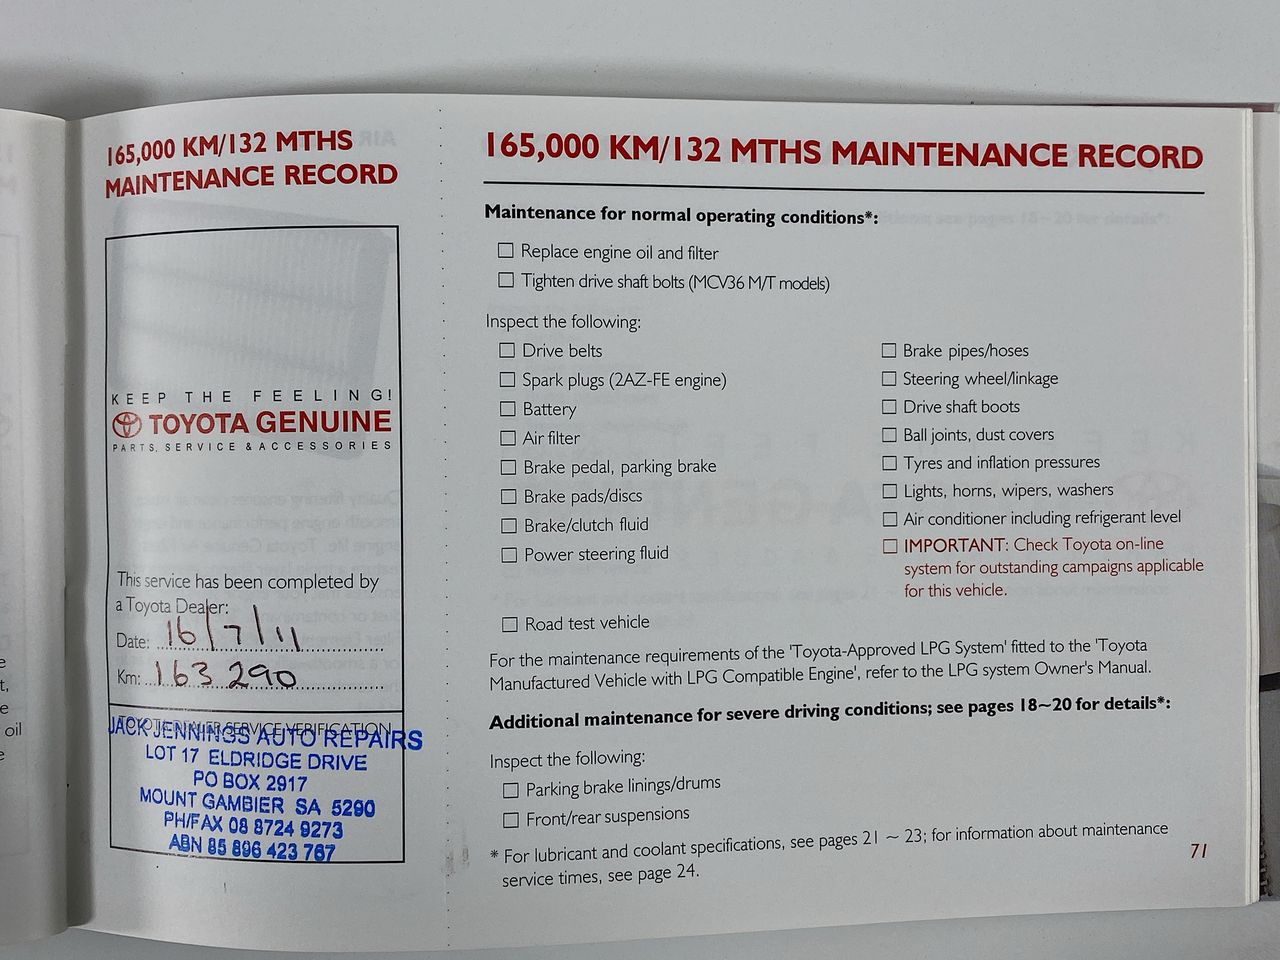 165,000 KM/132 MTHS
MAINTENANCE RECORD
KEEP THE FEELING!
TOYOTA GENUINE
PARTS, SERVICE & ACCESSORIES
This service has been completed by
a Toyota Dealer:
Date: 16/7/11
Km: 163 290
TOYOTA DEALER SERVICE VERIFICATION
JACK JENNINGS AUTO REPAIRS
LOT 17 ELDRIDGE DRIVE
PO BOX 2917
MOUNT GAMBIER SA 5290
PH/FAX 08 8724 9273
ABN 85 896 423 767
165,000 KM/132 MTHS MAINTENANCE RECORD
Maintenance for normal operating conditions*:
☐ Replace engine oil and filter
☐ Tighten drive shaft bolts (MCV36 M/T models)
Inspect the following:
☐ Drive belts
☐ Spark plugs (2AZ-FE engine)
☐ Battery
☐ Air filter
☐ Brake pedal, parking brake
☐ Brake pads/discs
☐ Brake/clutch fluid
☐ Power steering fluid
☐ Brake pipes/hoses
☐ Steering wheel/linkage
☐ Drive shaft boots
☐ Ball joints, dust covers
☐ Tyres and inflation pressures
☐ Lights, horns, wipers, washers
☐ Air conditioner including refrigerant level
☐ IMPORTANT: Check Toyota on-line
system for outstanding campaigns applicable
for this vehicle.
☐ Road test vehicle
For the maintenance requirements of the 'Toyota-Approved LPG System' fitted to the 'Toyota
Manufactured Vehicle with LPG Compatible Engine', refer to the LPG system Owner's Manual.
Additional maintenance for severe driving conditions; see pages 18~20 for details*:
Inspect the following:
☐ Parking brake linings/drums
☐ Front/rear suspensions
* For lubricant and coolant specifications, see pages 21 ~ 23; for information about maintenance
service times, see page 24.
71